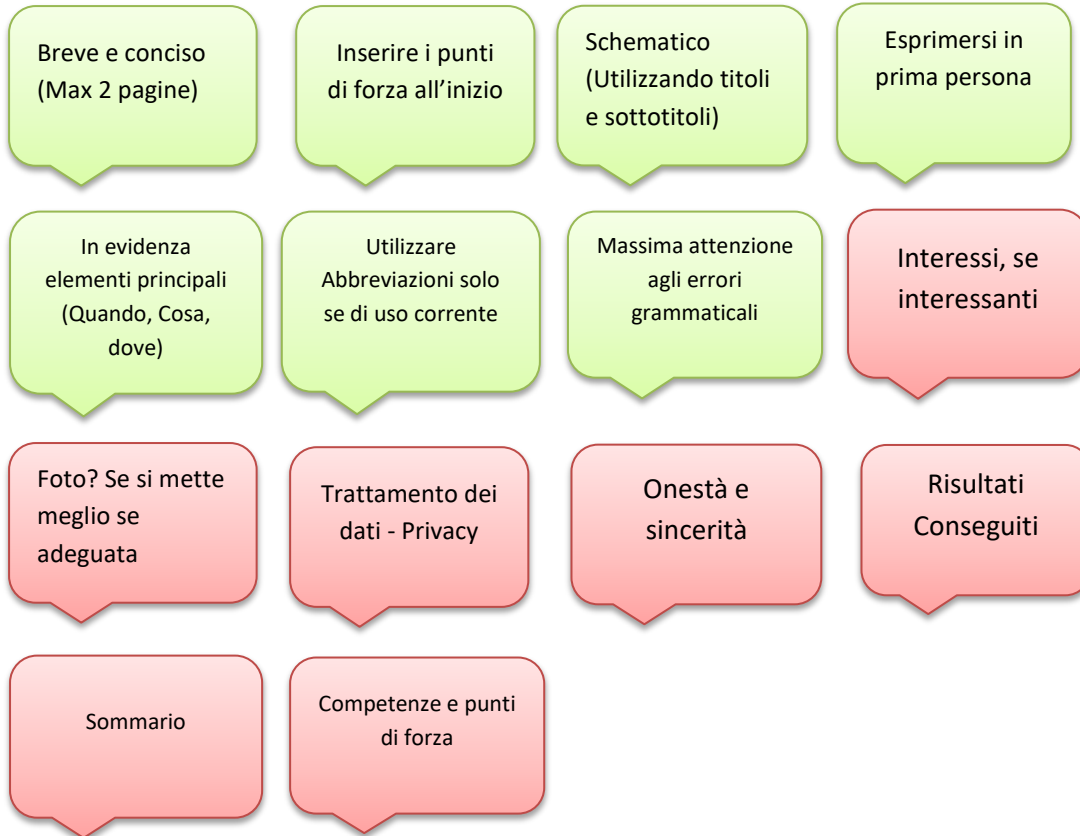 Breve e conciso
(Max 2 pagine)
Inserire i punti
di forza all'inizio
Schematico
(Utilizzando titoli
e sottotitoli)
Esprimersi in
prima persona
In evidenza
elementi principali
(Quando, Cosa,
dove)
Utilizzare
Abbreviazioni solo
se di uso corrente
Massima attenzione
agli errori
grammaticali
Interessi, se
interessanti
Foto? Se si mette
meglio se
adeguata
Trattamento dei
dati - Privacy
Onestà e
sincerità
Risultati
Conseguiti
Sommario
Competenze e punti
di forza